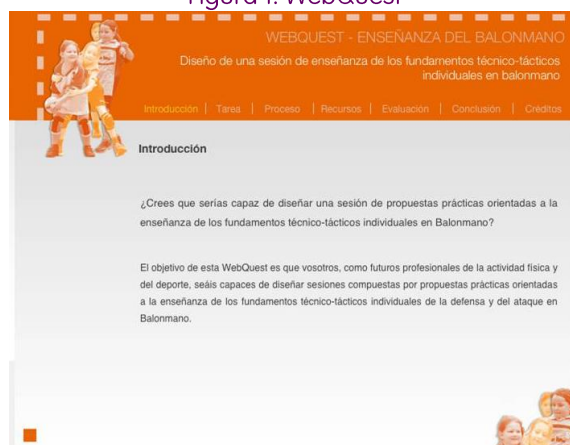 Figura 1. WebQuest
WEBQUEST - ENSEÑANZA DEL BALONMANO
Diseño de una sesión de enseñanza de los fundamentos técnico-tácticos
individuales en balonmano
Introducción | Tarea | Proceso | Recursos | Evaluación | Conclusión | Créditos
Introducción
¿Crees que serías capaz de diseñar una sesión de propuestas prácticas orientadas a la
enseñanza de los fundamentos técnico-tácticos individuales en Balonmano?
El objetivo de esta WebQuest es que vosotros, como futuros profesionales de la actividad física y
del deporte, seáis capaces de diseñar sesiones compuestas por propuestas prácticas orientadas
a la enseñanza de los fundamentos técnico-tácticos individuales de la defensa y del ataque en
Balonmano.